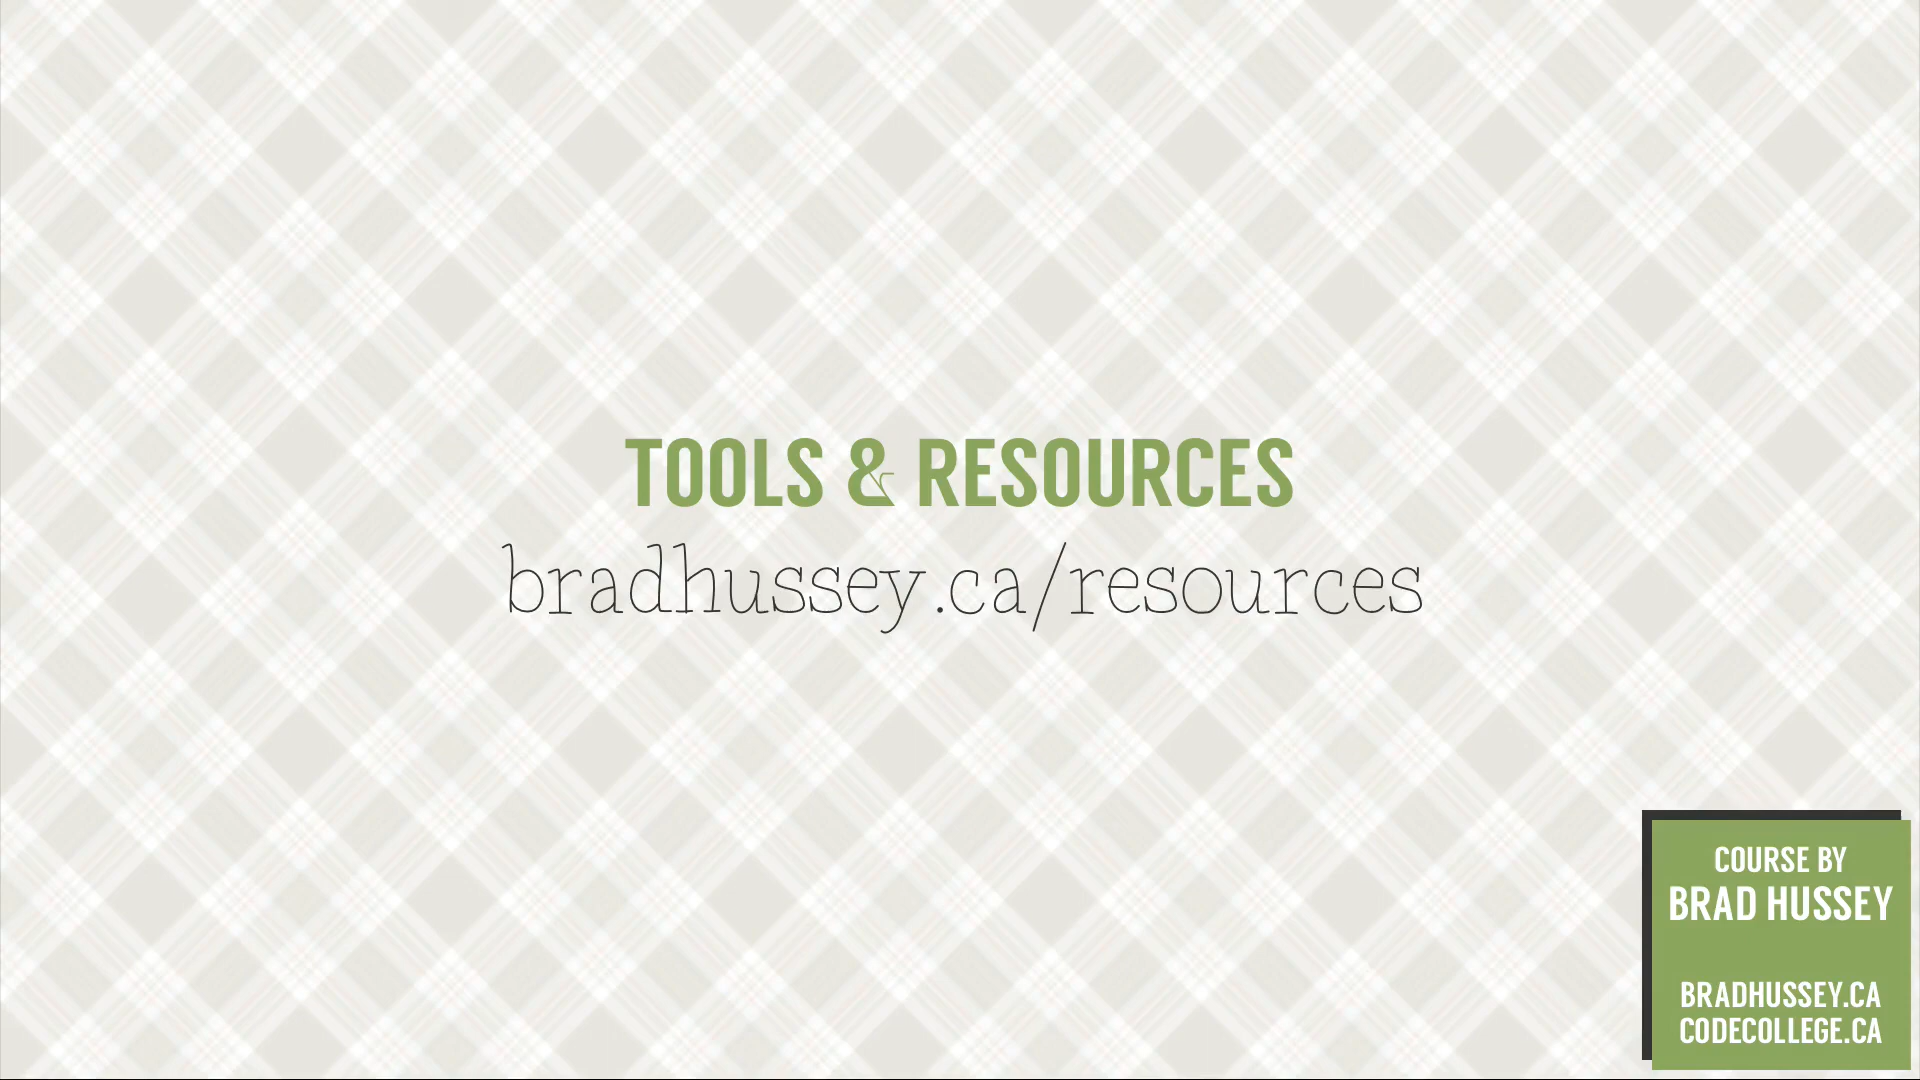 TOOLS & RESOURCES
bradhussey.ca/resources
COURSE BY
BRAD HUSSEY
BRADHUSSEY.CA
CODECOLLEGE.CA